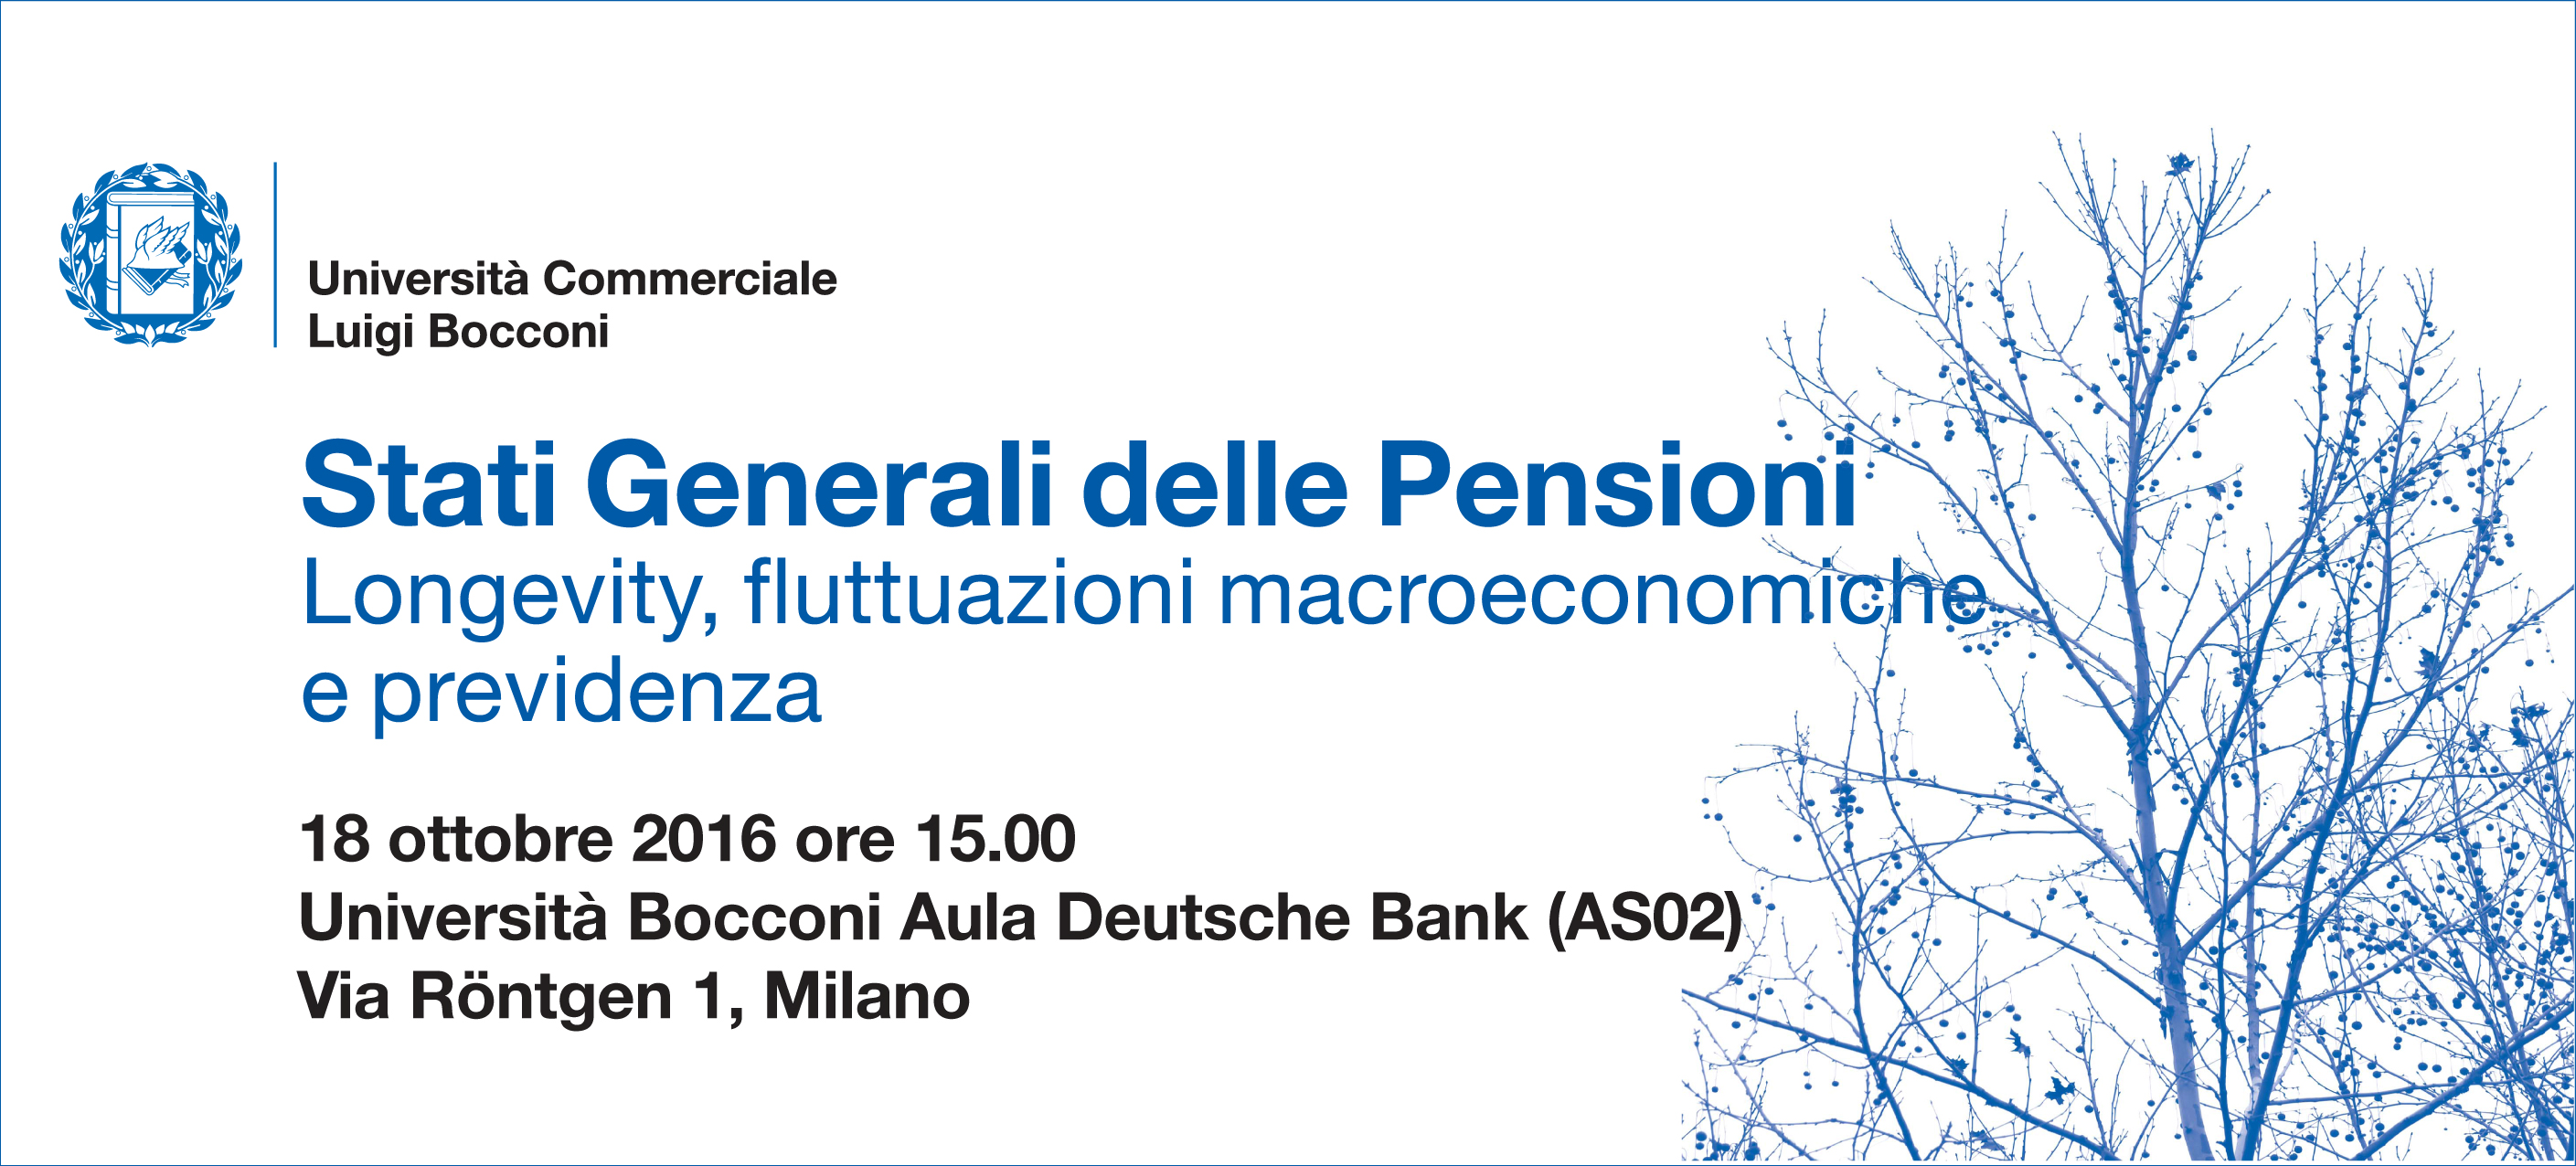 Università Commerciale
Luigi Bocconi
Stati Generali delle Pensioni
Longevity, fluttuazioni macroeconomiche
e previdenza
18 ottobre 2016 ore 15.00
Università Bocconi Aula Deutsche Bank (AS02)
Via Röntgen 1, Milano